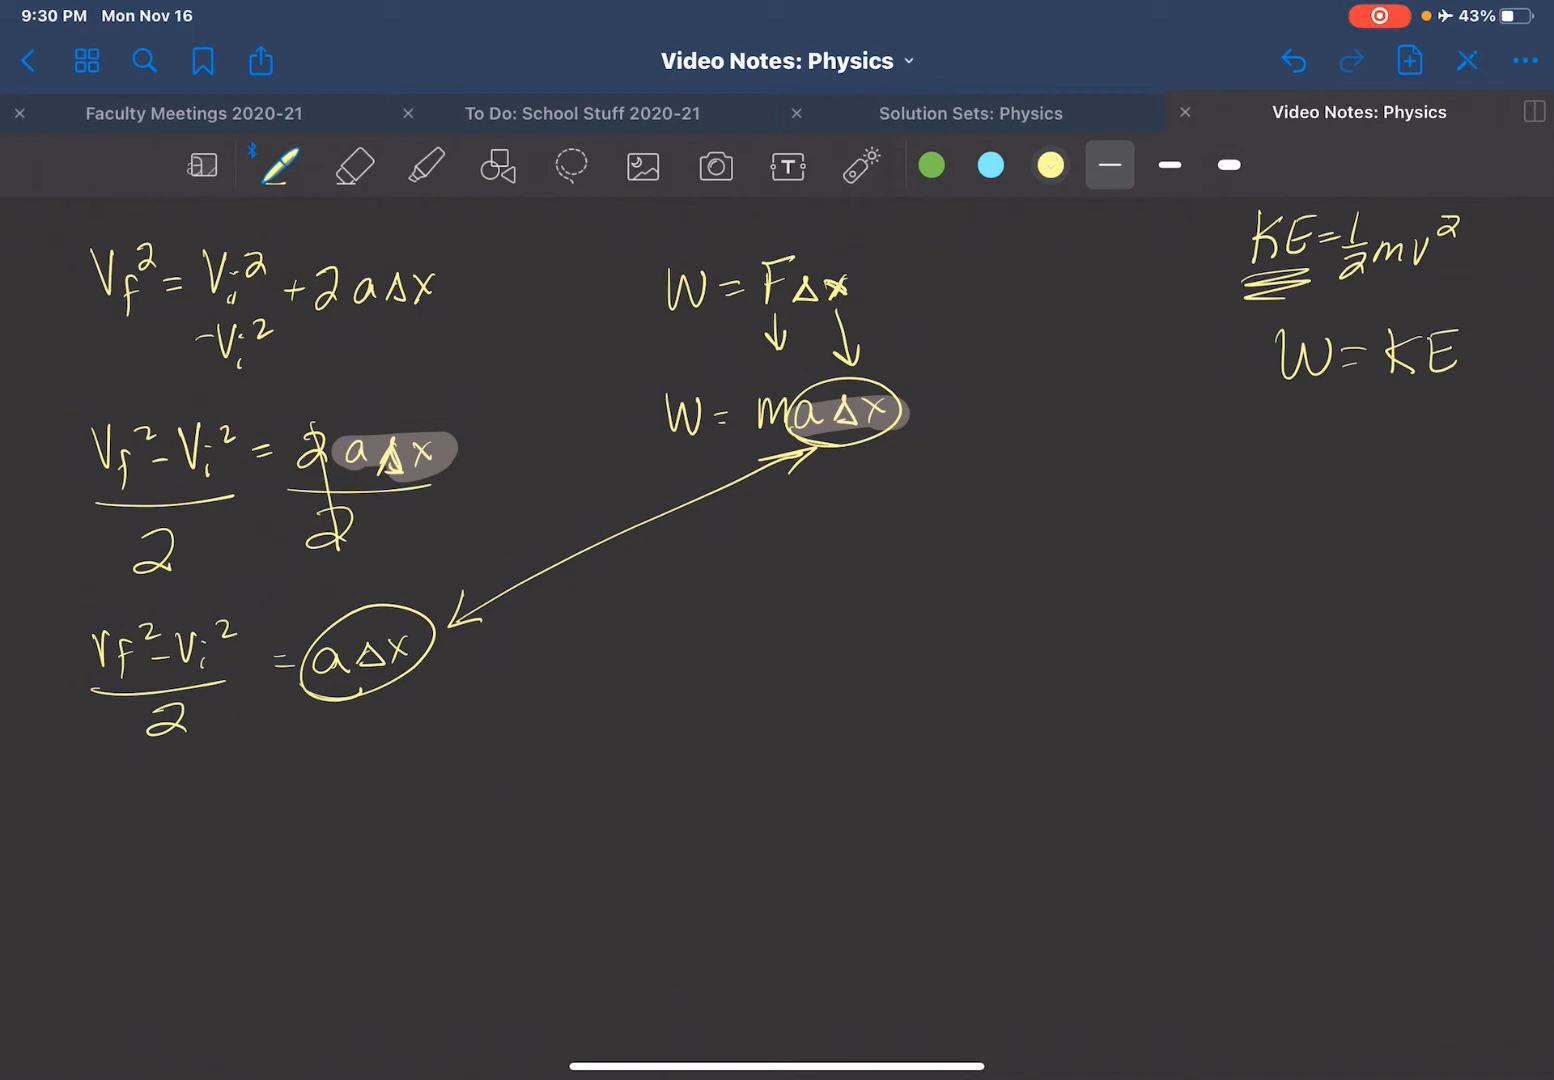 9:30 PM Mon Nov 16
43%
Video Notes: Physics
Faculty Meetings 2020-21
To Do: School Stuff 2020-21
Solution Sets: Physics
Video Notes: Physics
T
Vf² = Vi² + 2aΔx
-Vi²
Vf² - Vi² = 2aΔx
2 2
Vf² - Vi² = aΔx
2
W = FΔx
W = maΔx
KE = 1/2 mv²
W = KE